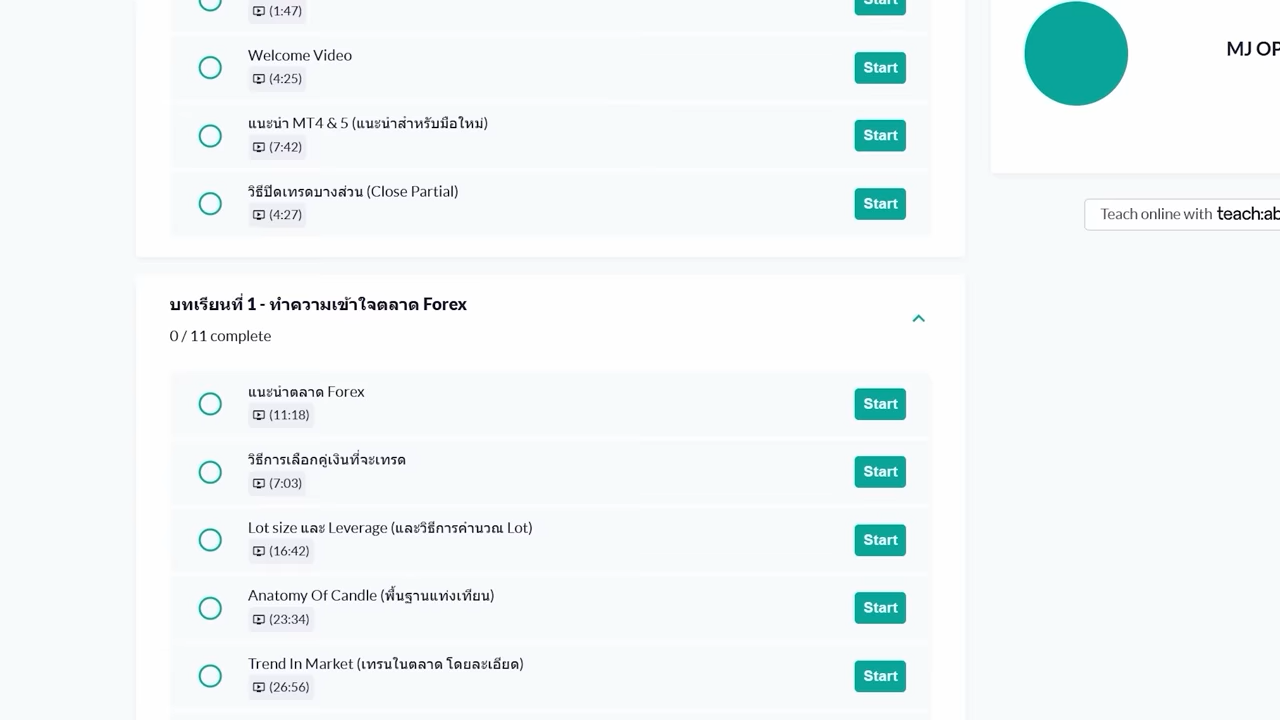 (1:47)
Welcome Video
(4:25)
Start
แนะนำ MT4 & 5 (แนะนำสำหรับมือใหม่)
(7:42)
Start
วิธีปิดเทรดบางส่วน (Close Partial)
(4:27)
Start
บทเรียนที่ 1 - ทำความเข้าใจตลาด Forex
0 / 11 complete
แนะนำตลาด Forex
(11:18)
Start
วิธีการเลือกคู่เงินที่จะเทรด
(7:03)
Start
Lot size และ Leverage (และวิธีการคำนวณ Lot)
(16:42)
Start
Anatomy Of Candle (พื้นฐานแท่งเทียน)
(23:34)
Start
Trend In Market (เทรนในตลาด โดยละเอียด)
(26:56)
Start
MJ OP
Teach online with teach:ab